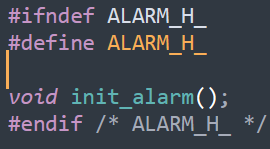 #ifndef ALARM_H_
#define ALARM_H_
void init_alarm();
#endif /* ALARM_H_ */